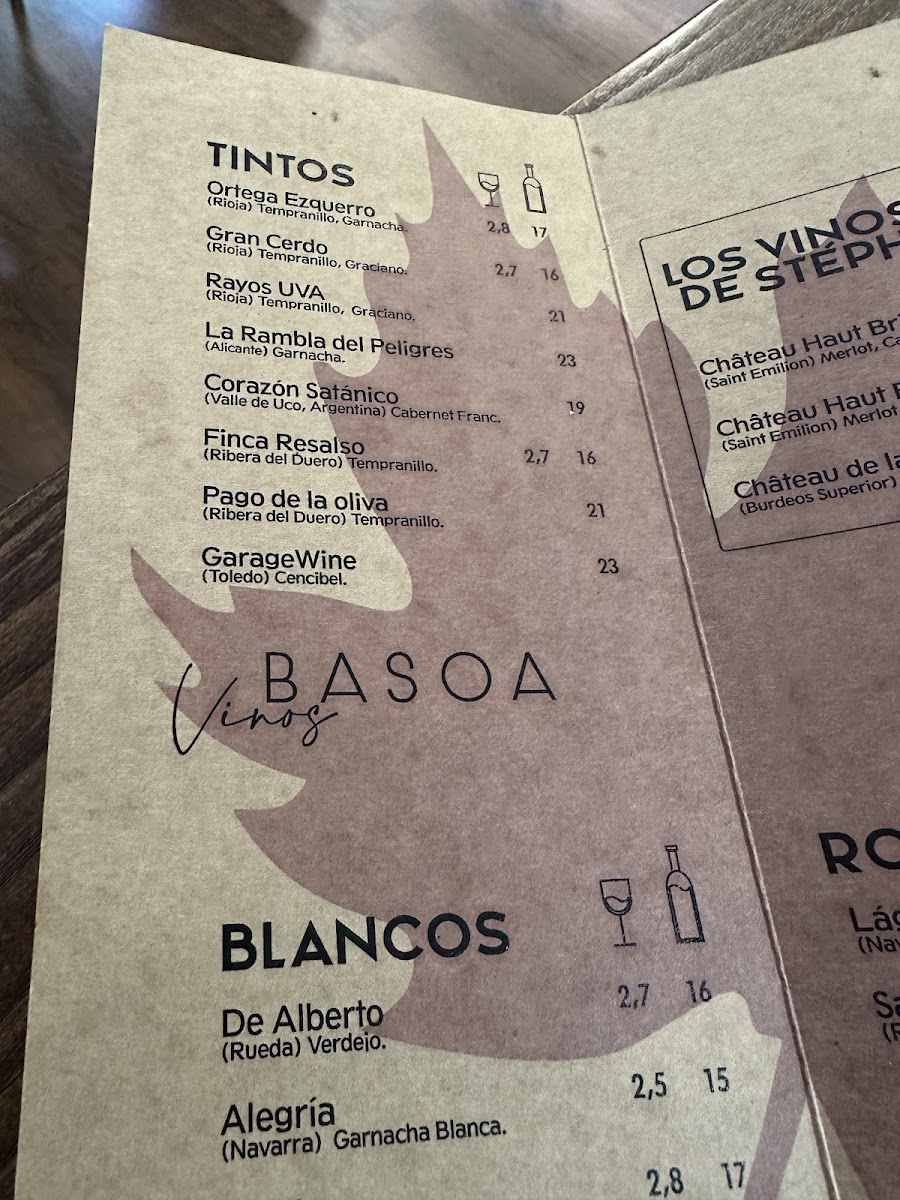 TINTOS
Ortega Ezquerro
(Rioja) Tempranillo, Garnacha.
2,8 17
Gran Cerdo
(Rioja) Tempranillo, Graciano.
2,7 16
Rayos UVA
(Rioja) Tempranillo, Graciano.
21
La Rambla del Peligres
(Alicante) Garnacha.
23
Corazón Satánico
(Valle de Uco, Argentina) Cabernet Franc.
19
Finca Resalso
(Ribera del Duero) Tempranillo.
2,7 16
Pago de la oliva
(Ribera del Duero) Tempranillo.
21
GarageWine
(Toledo) Cencibel.
23
BASOA
Vinos
BLANCOS
De Alberto
(Rueda) Verdejo.
2,7 16
Alegría
(Navarra) Garnacha Blanca.
2,5 15
2,8 17
LOS VINOS
DE
Château Haut
(Saint Emilion) Merlot,
Château Haut
(Saint Emilion) Merlot
Château de
(Burdeos Superior)